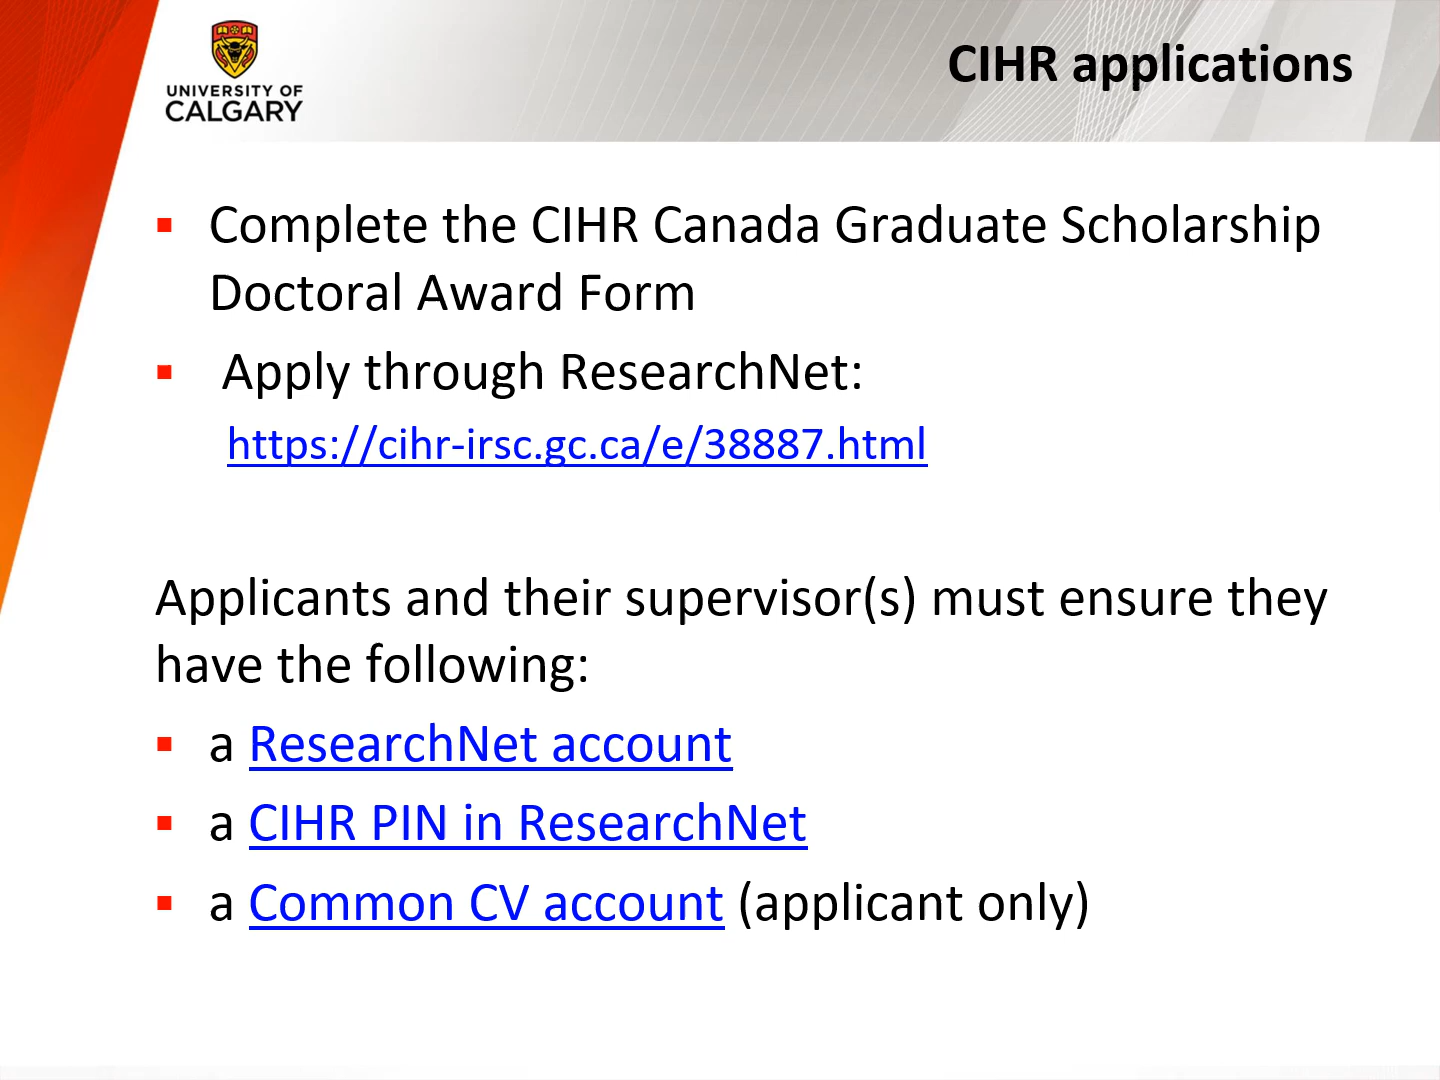 UNIVERSITY OF
CALGARY
CIHR applications
▪ Complete the CIHR Canada Graduate Scholarship
Doctoral Award Form
▪ Apply through ResearchNet:
https://cihr-irsc.gc.ca/e/38887.html
Applicants and their supervisor(s) must ensure they
have the following:
▪ a ResearchNet account
▪ a CIHR PIN in ResearchNet
▪ a Common CV account (applicant only)